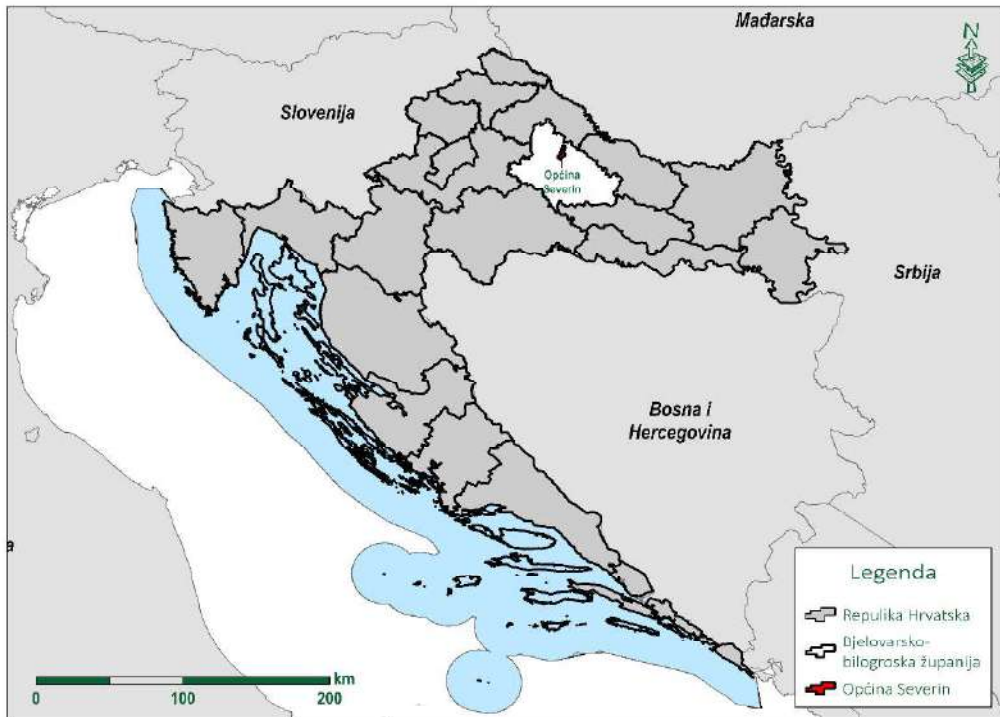 Mađarska
N
Slovenija
Općina
Severin
Srbija
Bosna i
Hercegovina
a
Legenda
Repulika Hrvatska
Bjelovarsko-
bilogroska županija
Općina Severin
km
0 100 200